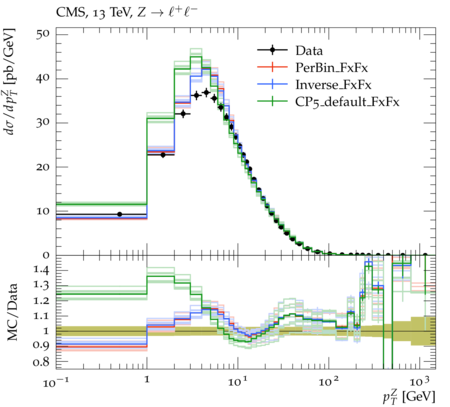 CMS, 13 TeV, Z → ℓ⁺ℓ⁻
dσ/dp_T^Z [pb/GeV]
50
40
30
20
10
0
Data
PerBin_FxFx
Inverse_FxFx
CP5_default_FxFx
MC/Data
1.4
1.3
1.2
1.1
1.0
0.9
0.8
10⁻¹
1
10¹
10²
10³
p_T^Z [GeV]